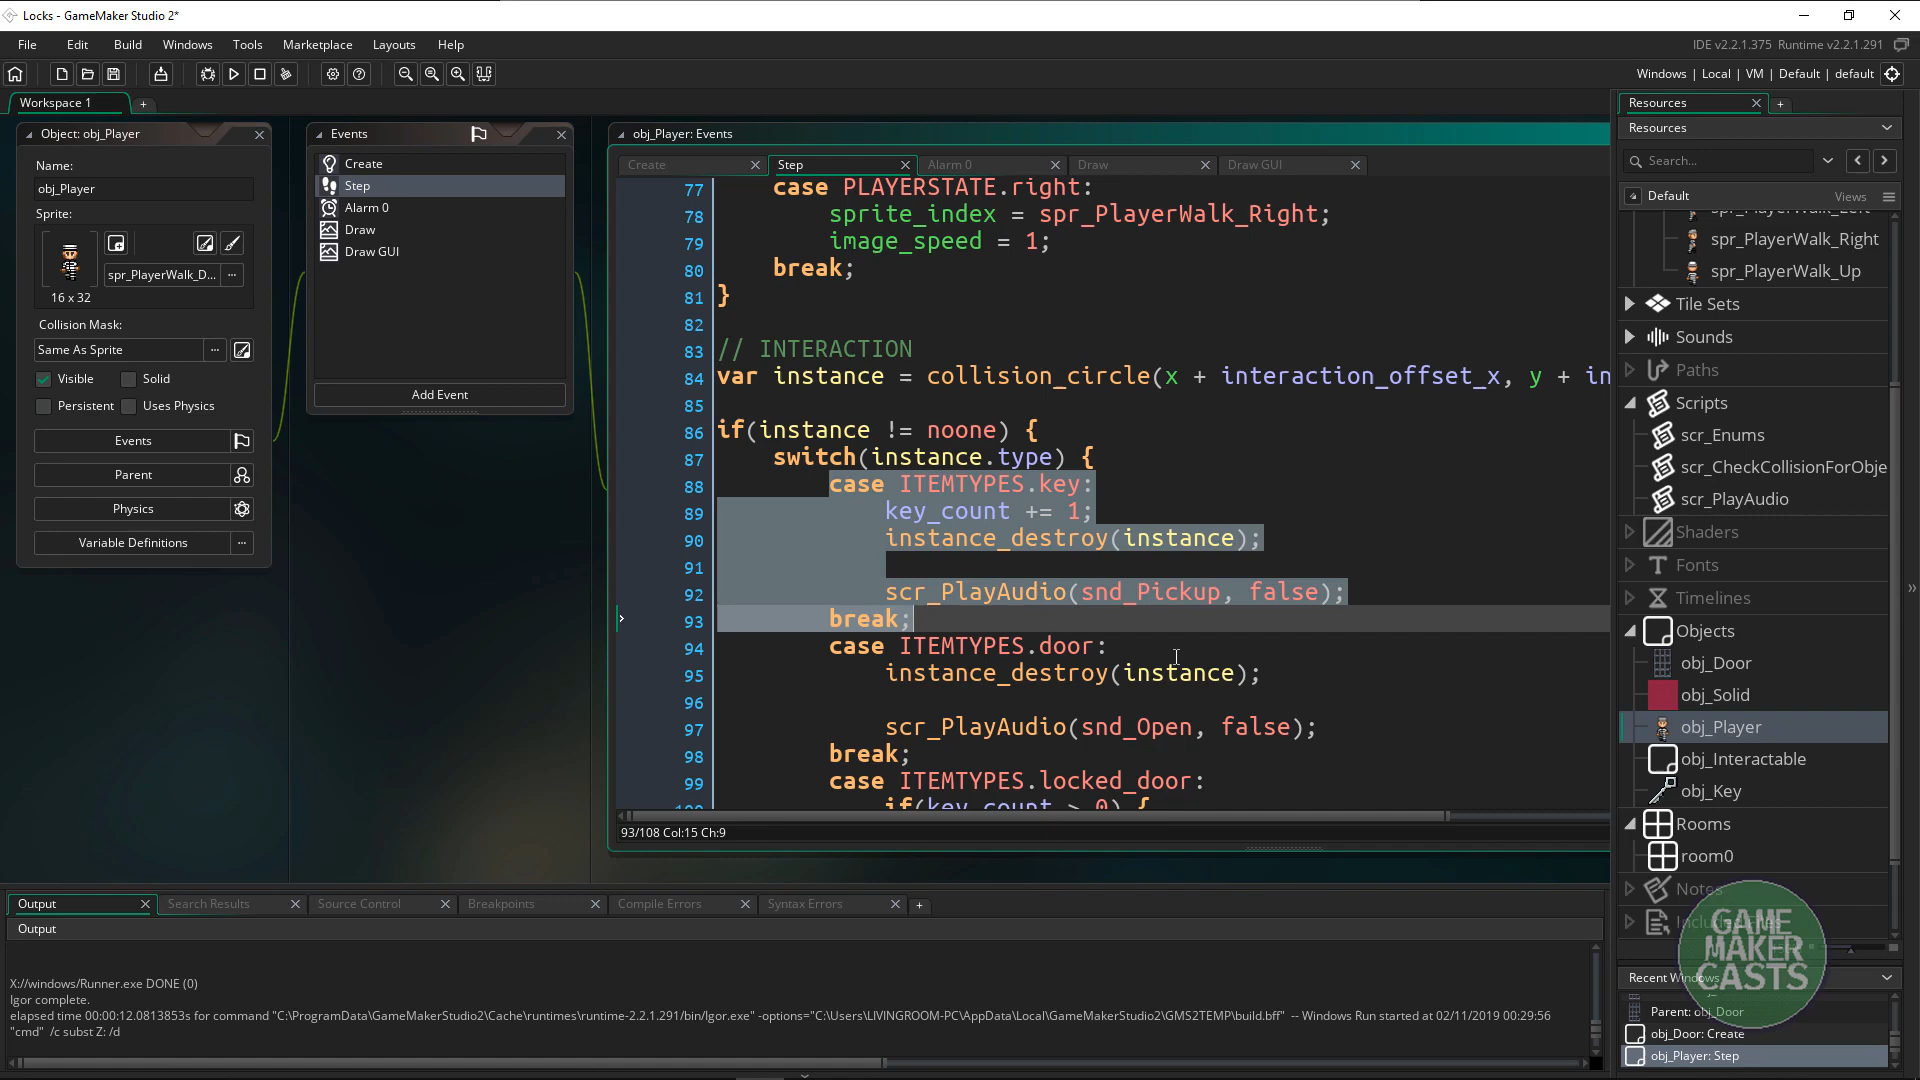 Locks - GameMaker Studio 2*
File Edit Build Windows Tools Marketplace Layouts Help
IDE v2.2.1.375 Runtime v2.2.1.291
Windows | Local | VM | Default | default
Workspace 1
Object: obj_Player
Name:
obj_Player
Sprite:
spr_PlayerWalk_D...
16 x 32
Collision Mask:
Same As Sprite
Visible Solid
Persistent Uses Physics
Events
Parent
Physics
Variable Definitions
Events
Create
Step
Alarm 0
Draw
Draw GUI
Add Event
obj_Player: Events
Create Step Alarm 0 Draw Draw GUI
77 case PLAYERSTATE.right:
78 sprite_index = spr_PlayerWalk_Right;
79 image_speed = 1;
80 break;
81 }
82
83 // INTERACTION
84 var instance = collision_circle(x + interaction_offset_x, y + in
85
86 if(instance != noone) {
87 switch(instance.type) {
88 case ITEMTYPES.key:
89 key_count += 1;
90 instance_destroy(instance);
91
92 scr_PlayAudio(snd_Pickup, false);
93 break;
94 case ITEMTYPES.door:
95 instance_destroy(instance);
96
97 scr_PlayAudio(snd_Open, false);
98 break;
99 case ITEMTYPES.locked_door:
100 if(key_count > 0) {
93/108 Col:15 Ch:9
Output Search Results Source Control Breakpoints Compile Errors Syntax Errors
Output
X://windows/Runner.exe DONE (0)
Igor complete.
elapsed time 00:00:12.0813853s for command "C:\ProgramData\GameMakerStudio2\Cache\runtimes\runtime-2.2.1.291/bin/Igor.exe" -options="C:\Users\LIVINGROOM-PC\AppData\Local\GameMakerStudio2\GMS2TEMP\build.bff" -- Windows Run started at 02/11/2019 00:29:56
"cmd" /c subst Z: /d
Resources
Resources
Search...
Default Views
spr_PlayerWalk_Left
spr_PlayerWalk_Right
spr_PlayerWalk_Up
Tile Sets
Sounds
Paths
Scripts
scr_Enums
scr_CheckCollisionForObje
scr_PlayAudio
Shaders
Fonts
Timelines
Objects
obj_Door
obj_Solid
obj_Player
obj_Interactable
obj_Key
Rooms
room0
Notes
Included Files
Recent Windows
Parent: obj_Door
obj_Door: Create
obj_Player: Step
GAME
MAKER
CASTS